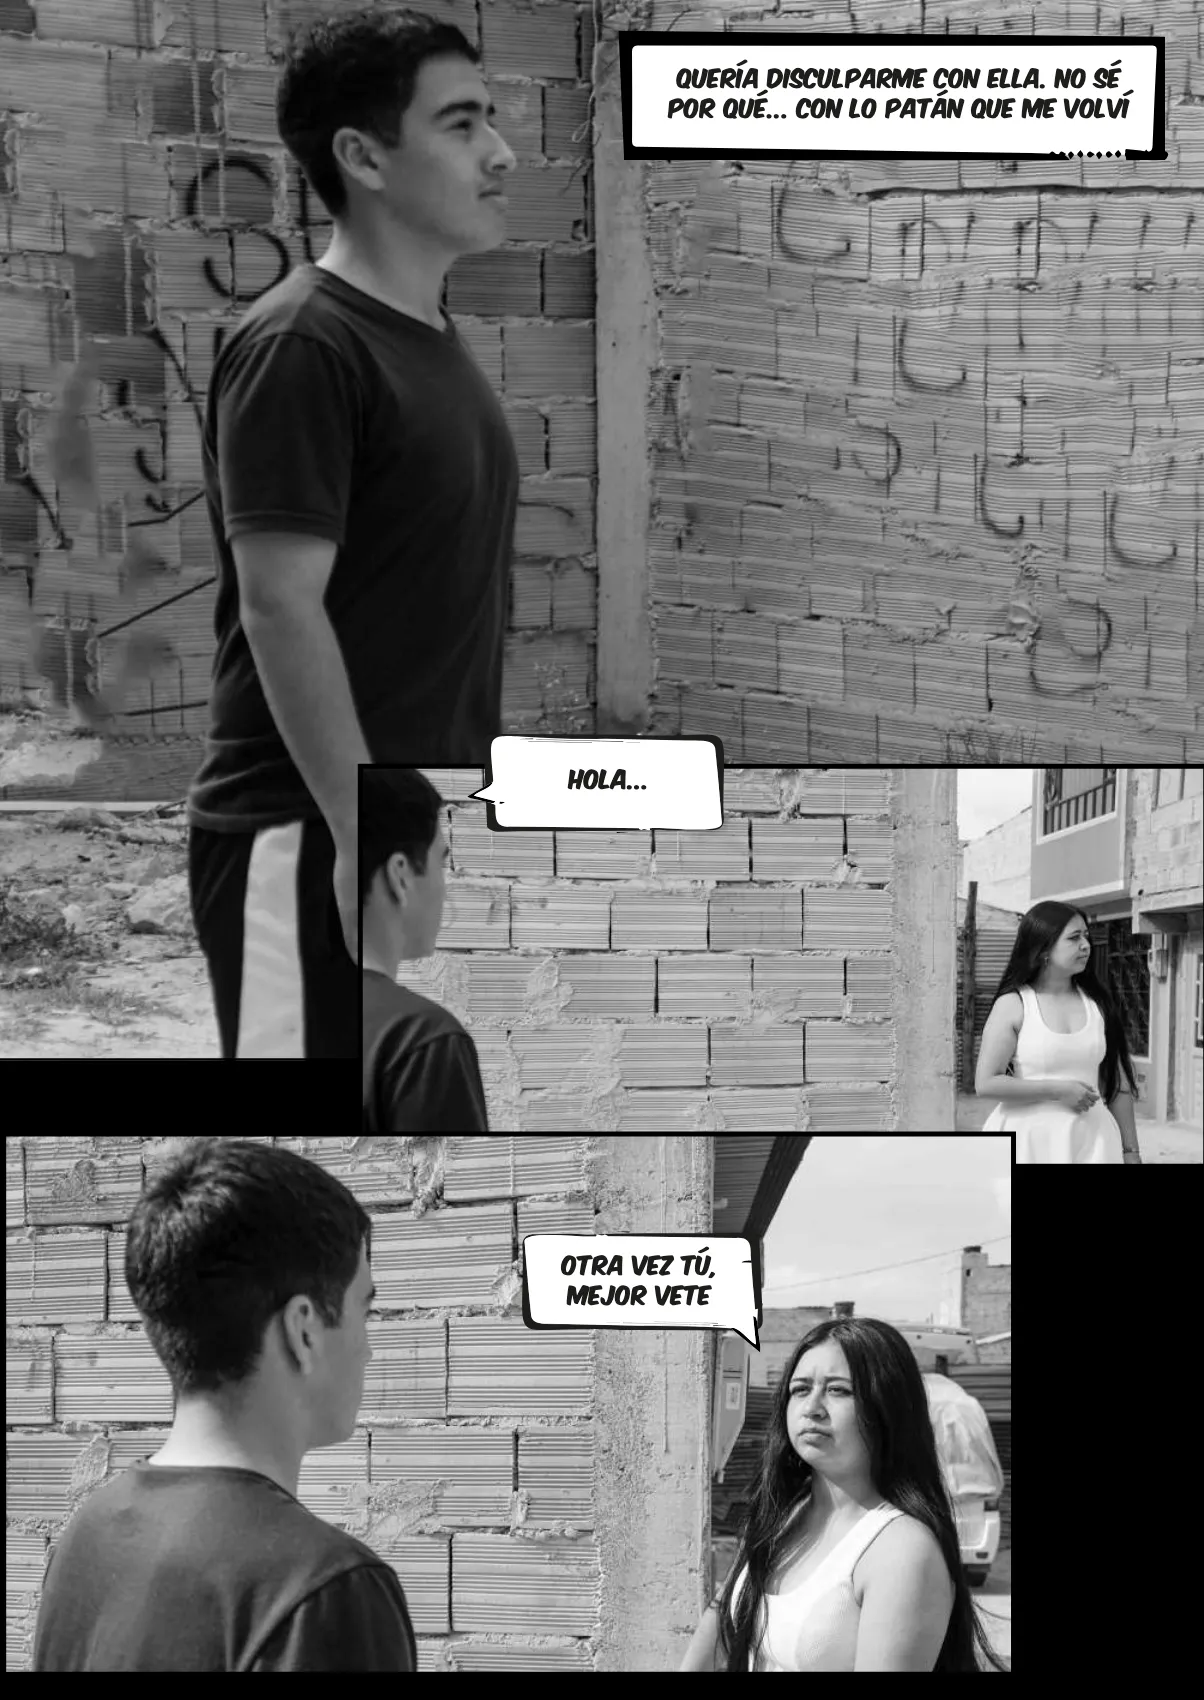 QUERÍA DISCULPARME CON ELLA. NO SÉ
POR QUÉ... CON LO PATÁN QUE ME VOLVÍ
HOLA...
OTRA VEZ TÚ,
MEJOR VETE